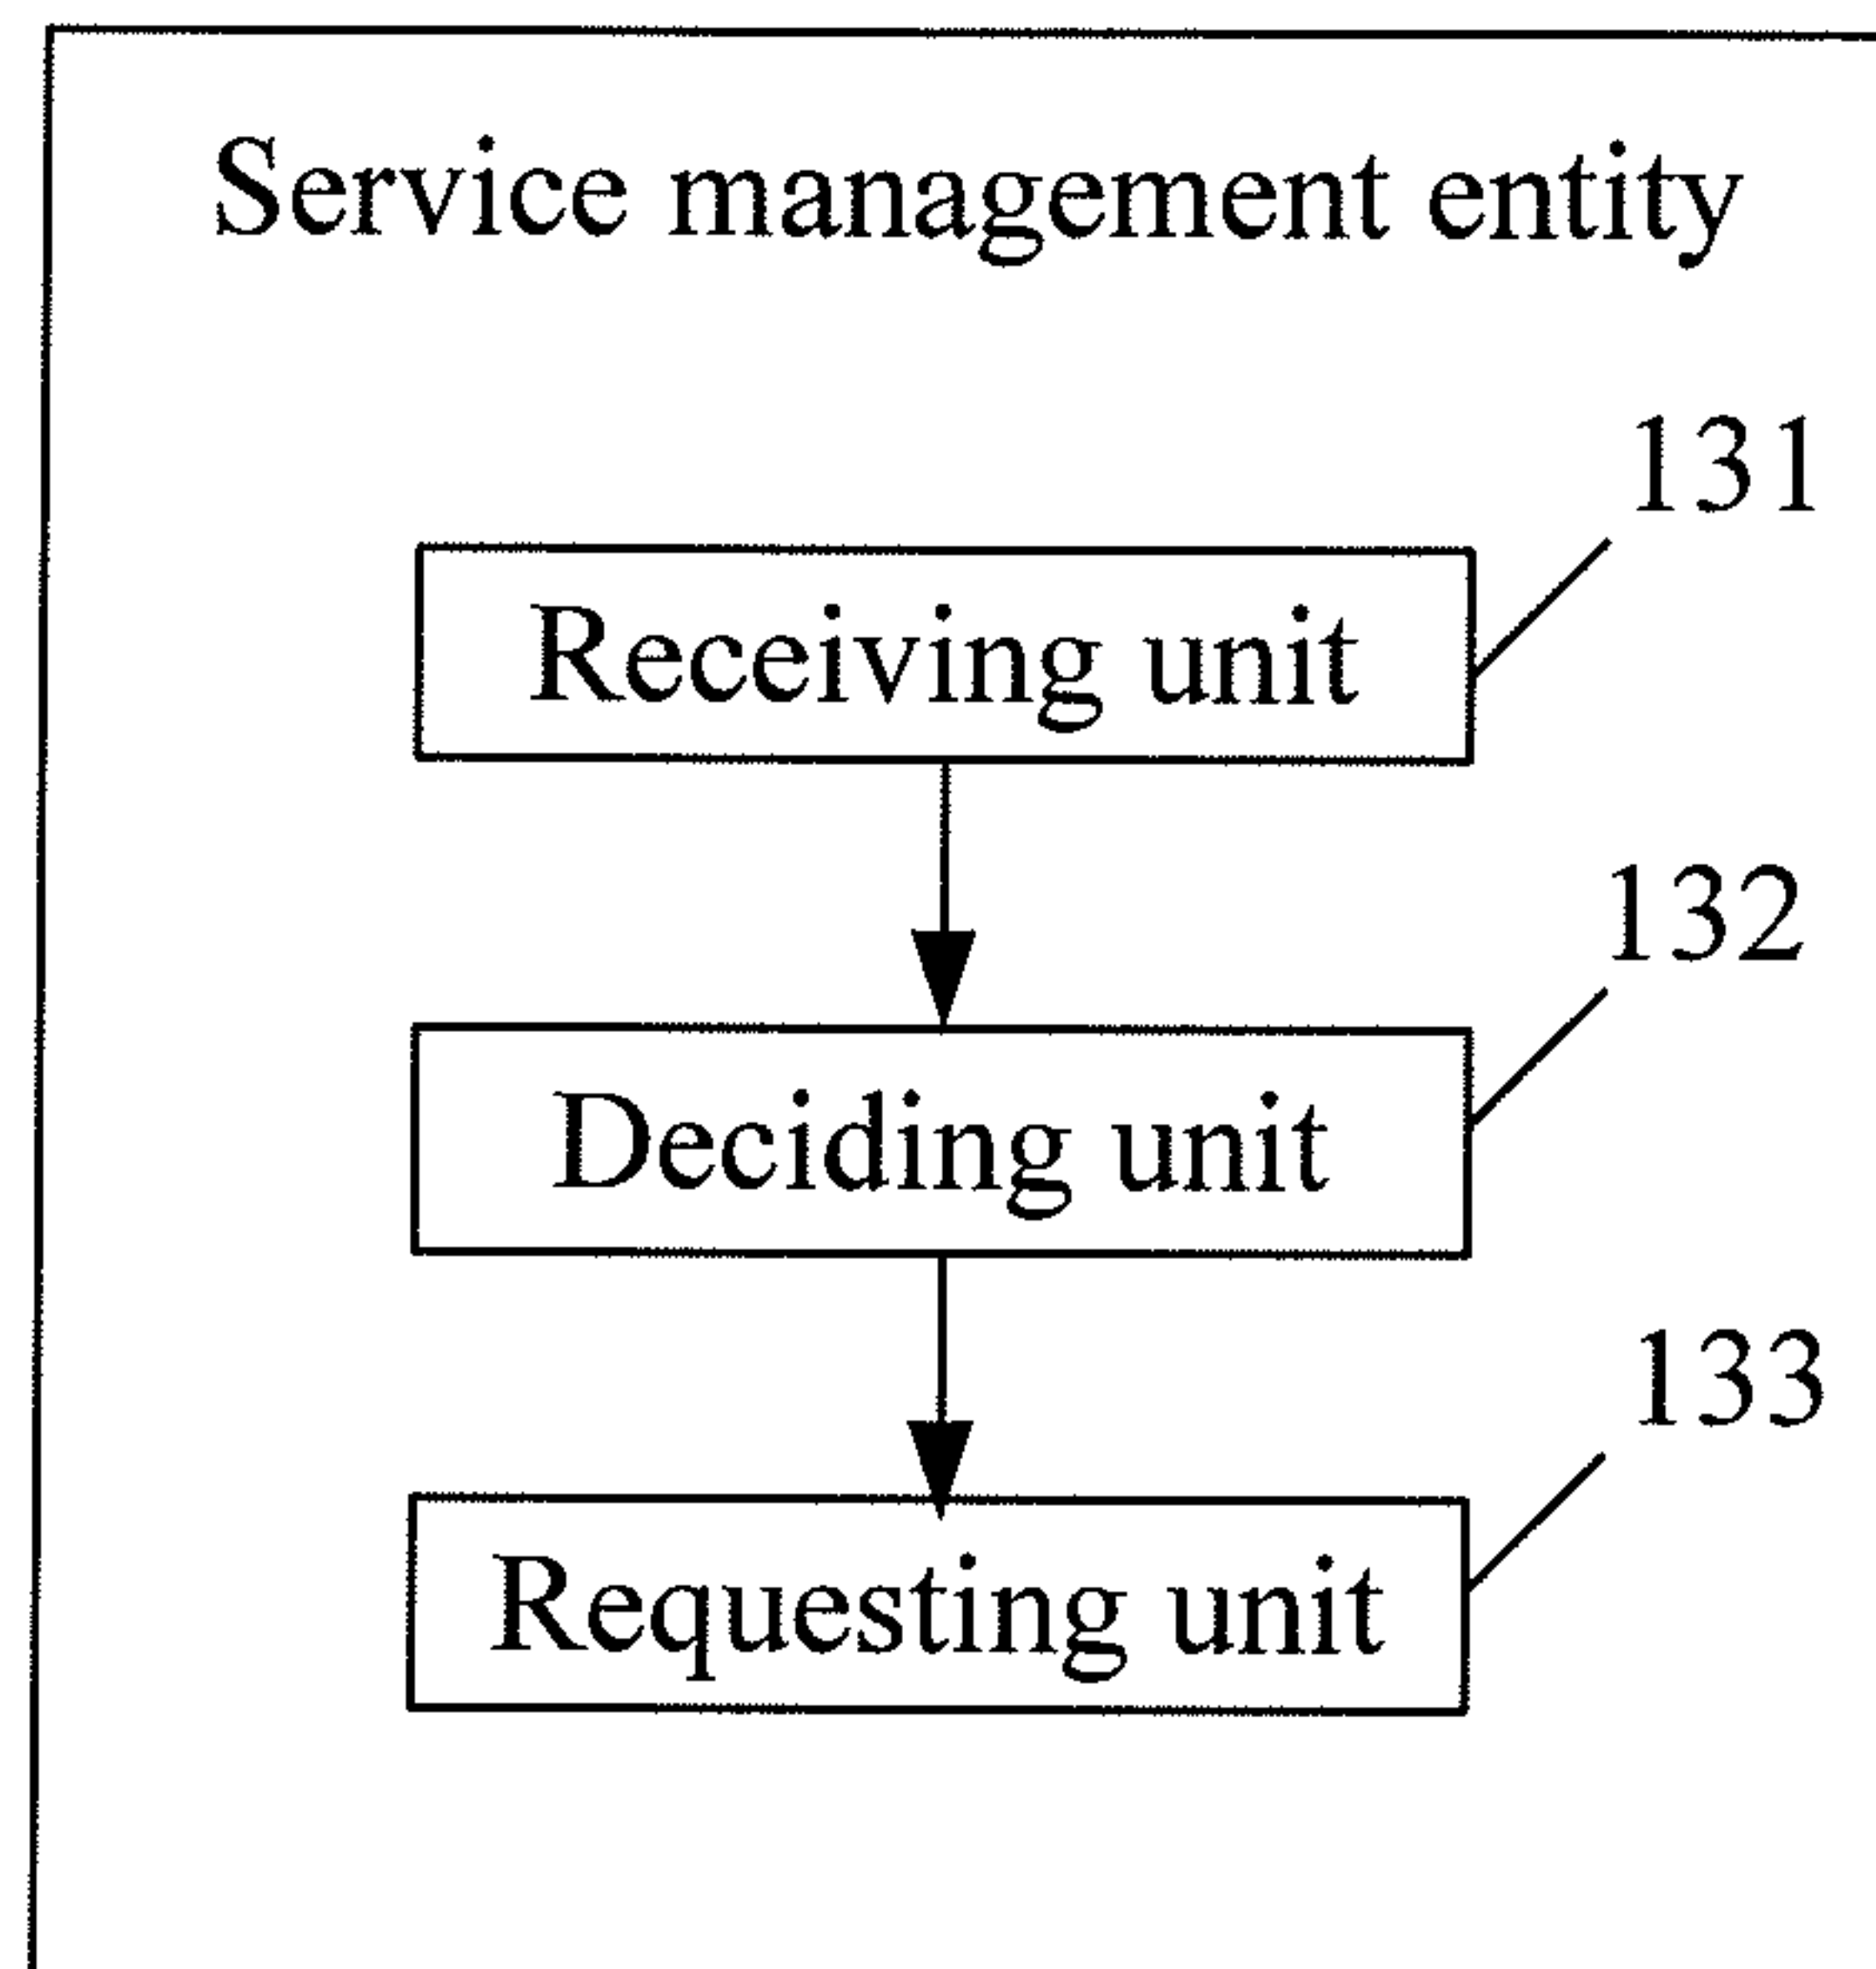 Service management entity
131
Receiving unit
132
Deciding unit
133
Requesting unit